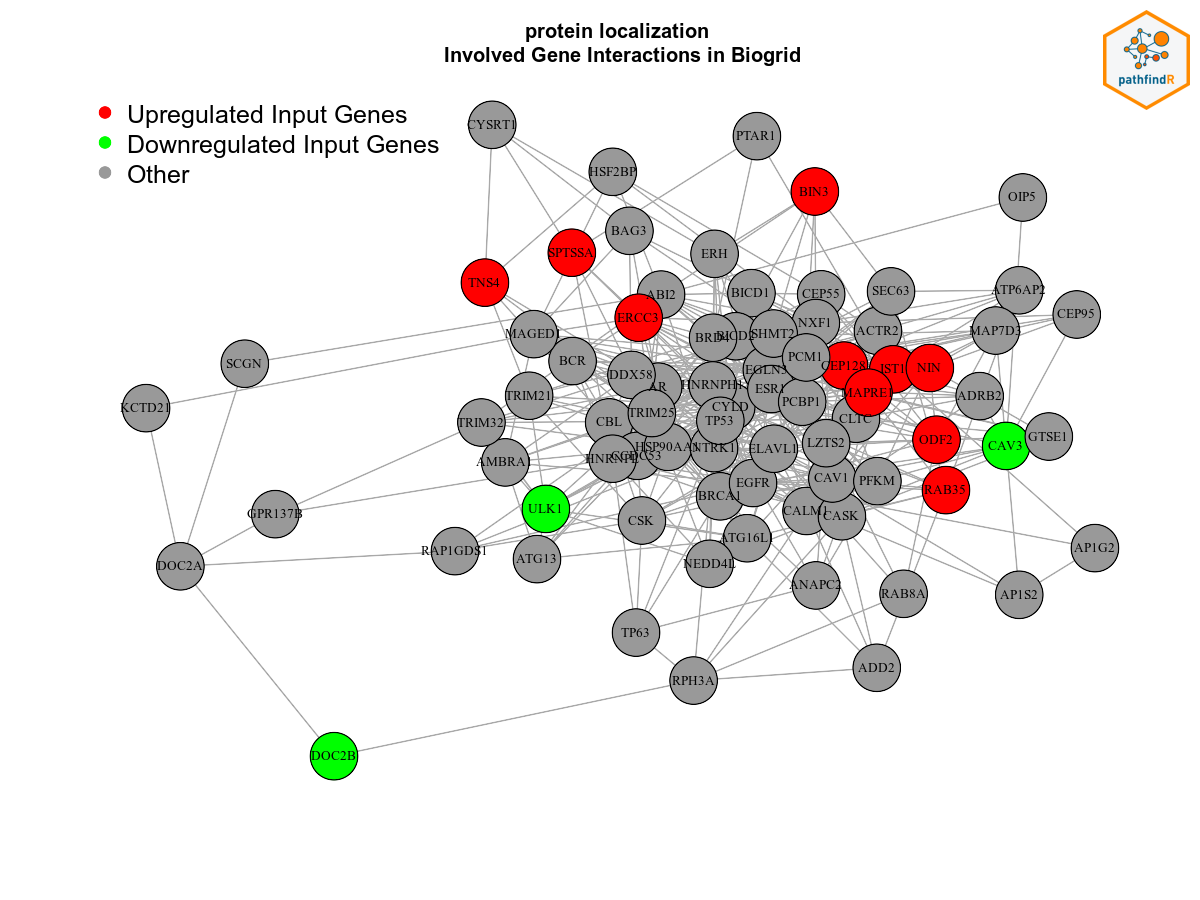 protein localization
Involved Gene Interactions in Biogrid
pathfindR
Upregulated Input Genes
Downregulated Input Genes
Other
CYSRT1
PTAR1
HSF2BP
BIN3
OIP5
BAG3
SPTSSA
ERH
TNS4
ABI2
BICD1
CEP55
SEC63
ATP6AP2
ERCC3
CEP95
MAGED1
BRD4
SHMT2
NXF1
ACTR2
MAP7D3
SCGN
BCR
PCM1
NIN
IST1
DDX58
AR
HNRNPH1
ESR1
MAPRE1
KCTD21
TRIM21
ADRB2
TRIM32
CBL
TRIM25
CYLD
TP53
PCBP1
CLTC
ODF2
CAV3
GTSE1
AMBRA1
NTRK1
ELAVL1
LZTS2
CAV1
PFKM
RAB35
EGFR
BRCA1
GPR137B
ULK1
CSK
CALM1
CASK
RAP1GDS1
ATG13
ATG16L1
NEDD4L
AP1G2
DOC2A
ANAPC2
RAB8A
AP1S2
TP63
RPH3A
ADD2
DOC2B